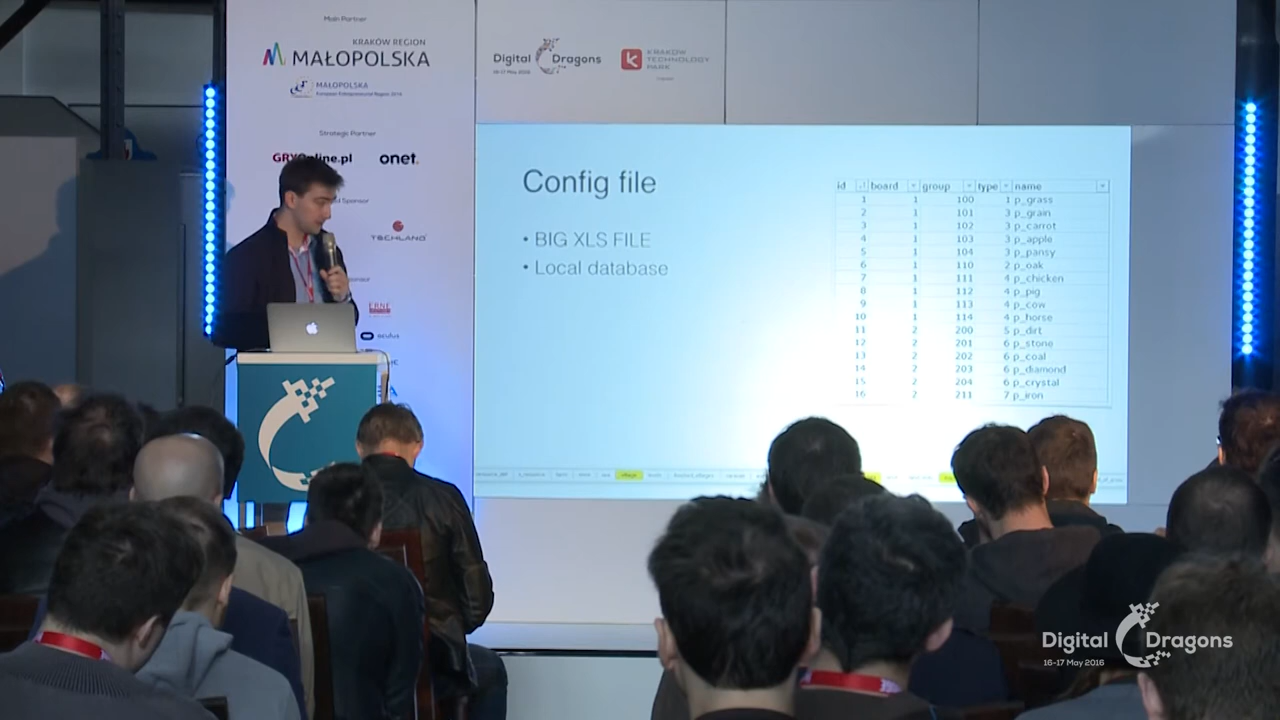 Main Partner
KRAKÓW REGION
MAŁOPOLSKA
MAŁOPOLSKA
Strategic Partner
GRYOnline.pl
onet.
Sponsor
TECHLAND
ERNE
oculus
Digital Dragons
16-17 May 2016
KRAKOW
TECHNOLOGY
PARK
Config file
• BIG XLS FILE
• Local database
id board group type name
1 1 100 1 p_grass
2 1 101 3 p_grain
3 1 102 3 p_carrot
4 1 103 3 p_apple
5 1 104 3 p_pansy
6 1 110 2 p_oak
7 1 111 4 p_chicken
8 1 112 4 p_pig
9 1 113 4 p_cow
10 1 114 4 p_horse
11 2 200 5 p_dirt
12 2 201 6 p_stone
13 2 202 6 p_coal
14 2 203 6 p_diamond
15 2 204 6 p_crystal
16 2 211 7 p_iron
Digital Dragons
16-17 May 2016